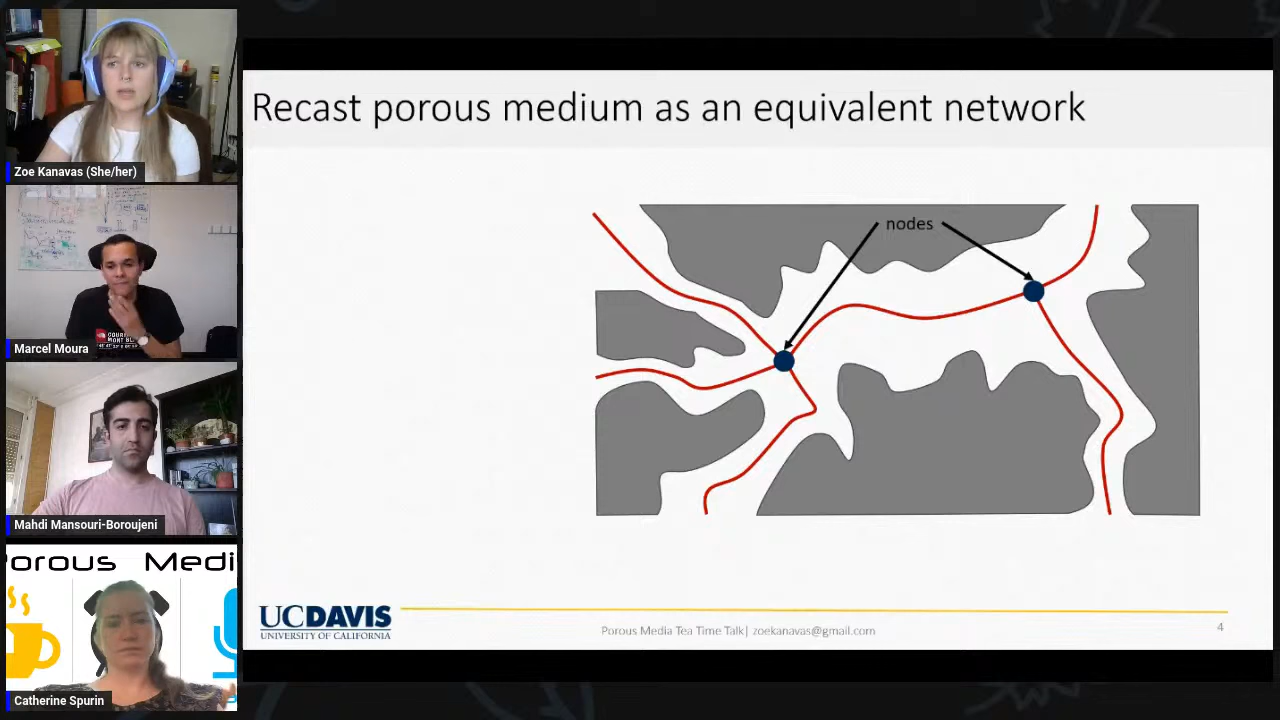 Zoe Kanavas (She/her)
Marcel Moura
Mahdi Mansouri-Boroujeni
Porous Medi
Catherine Spurin
Recast porous medium as an equivalent network
nodes
UCDAVIS
UNIVERSITY OF CALIFORNIA
Porous Media Tea Time Talk| zoekanavas@gmail.com
4